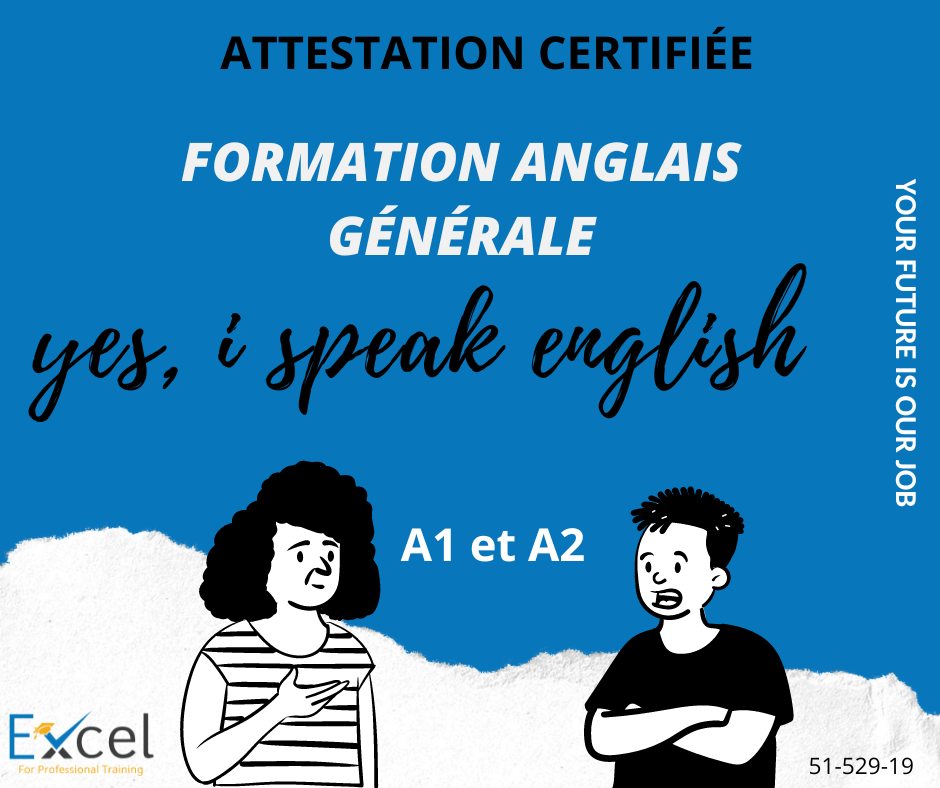 ATTESTATION CERTIFIÉE
FORMATION ANGLAIS
GÉNÉRALE
yes, i speak english
YOUR FUTURE IS OUR JOB
A1 et A2
Excel
For Professional Training
51-529-19